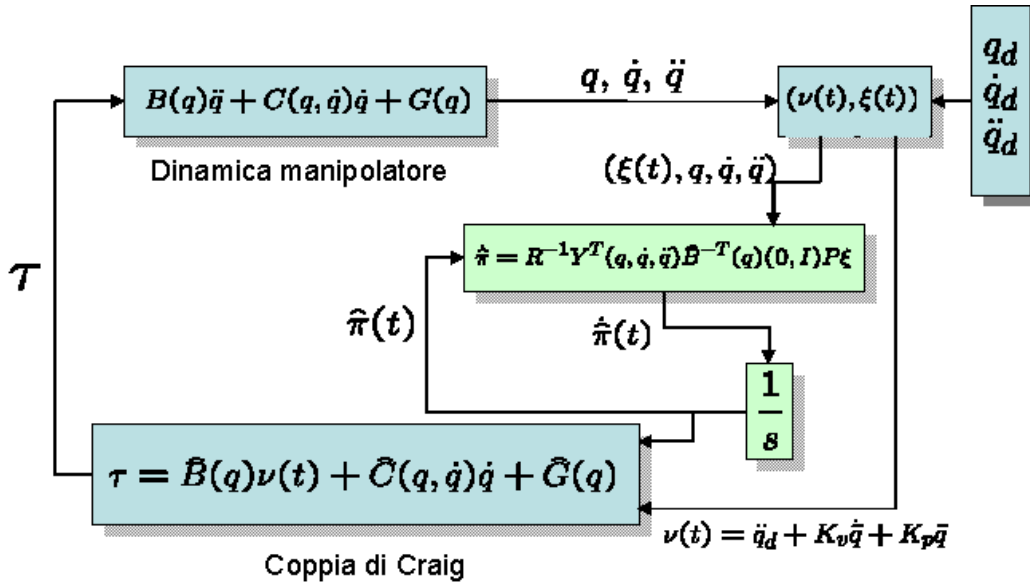 q_d
q̇_d
q̈_d
B(q)q̈ + C(q, q̇)q̇ + G(q)
q, q̇, q̈
(ν(t), ξ(t))
Dinamica manipolatore
(ξ(t), q, q̇, q̈)
τ
π̂̇ = R⁻¹Yᵀ(q, q̇, q̈)B̂⁻ᵀ(q)(0, I)Pξ
π̂(t)
π̂̇(t)
1
s
τ = B̂(q)ν(t) + Ĉ(q, q̇)q̇ + Ĝ(q)
ν(t) = q̈_d + K_v q̃̇ + K_p q̃
Coppia di Craig